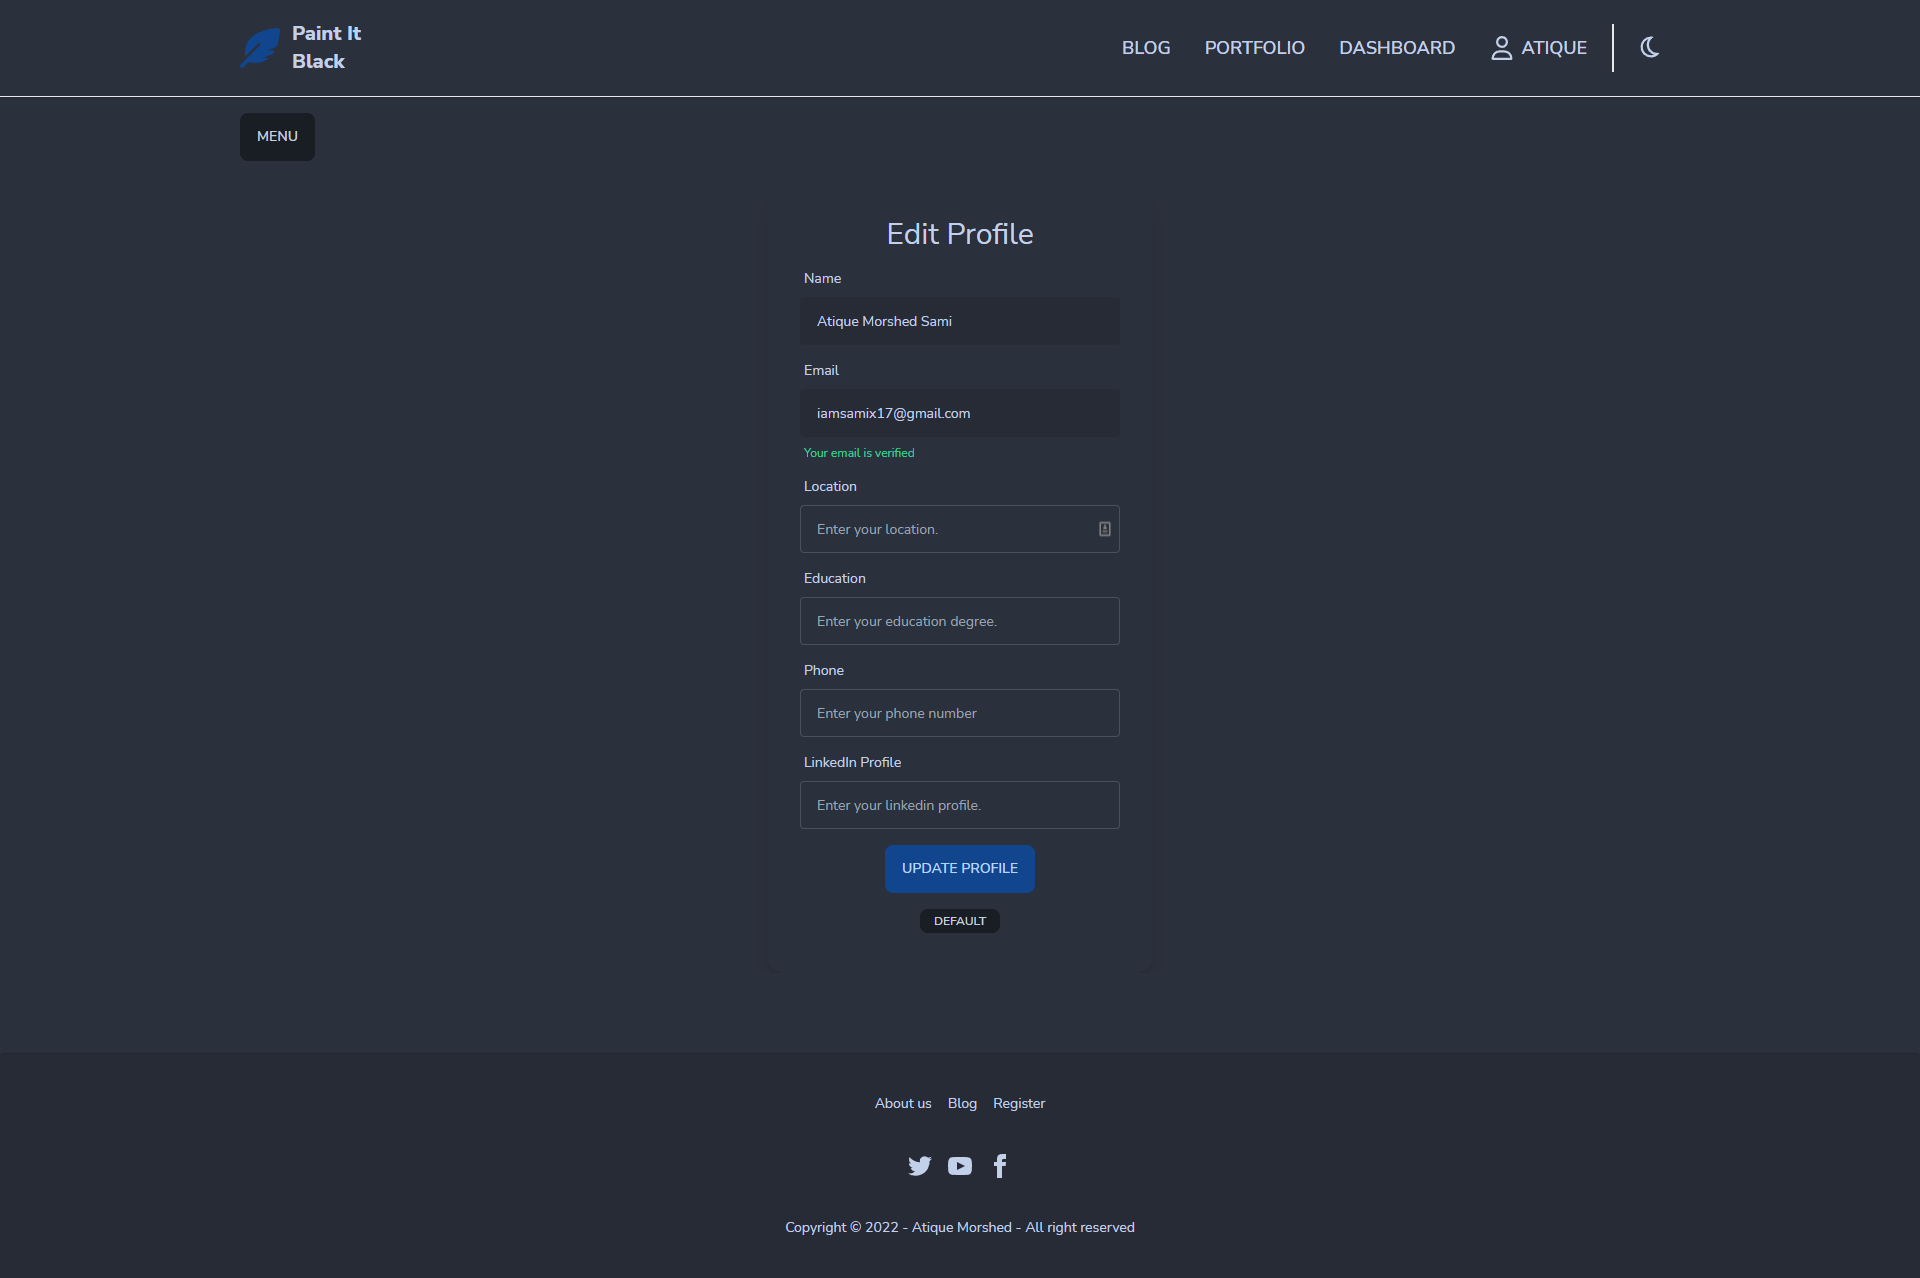 Paint It
Black
BLOG PORTFOLIO DASHBOARD ATIQUE
MENU
Edit Profile
Name
Atique Morshed Sami
Email
iamsamix17@gmail.com
Your email is verified
Location
Enter your location.
Education
Enter your education degree.
Phone
Enter your phone number
LinkedIn Profile
Enter your linkedin profile.
UPDATE PROFILE
DEFAULT
About us Blog Register
Copyright © 2022 - Atique Morshed - All right reserved